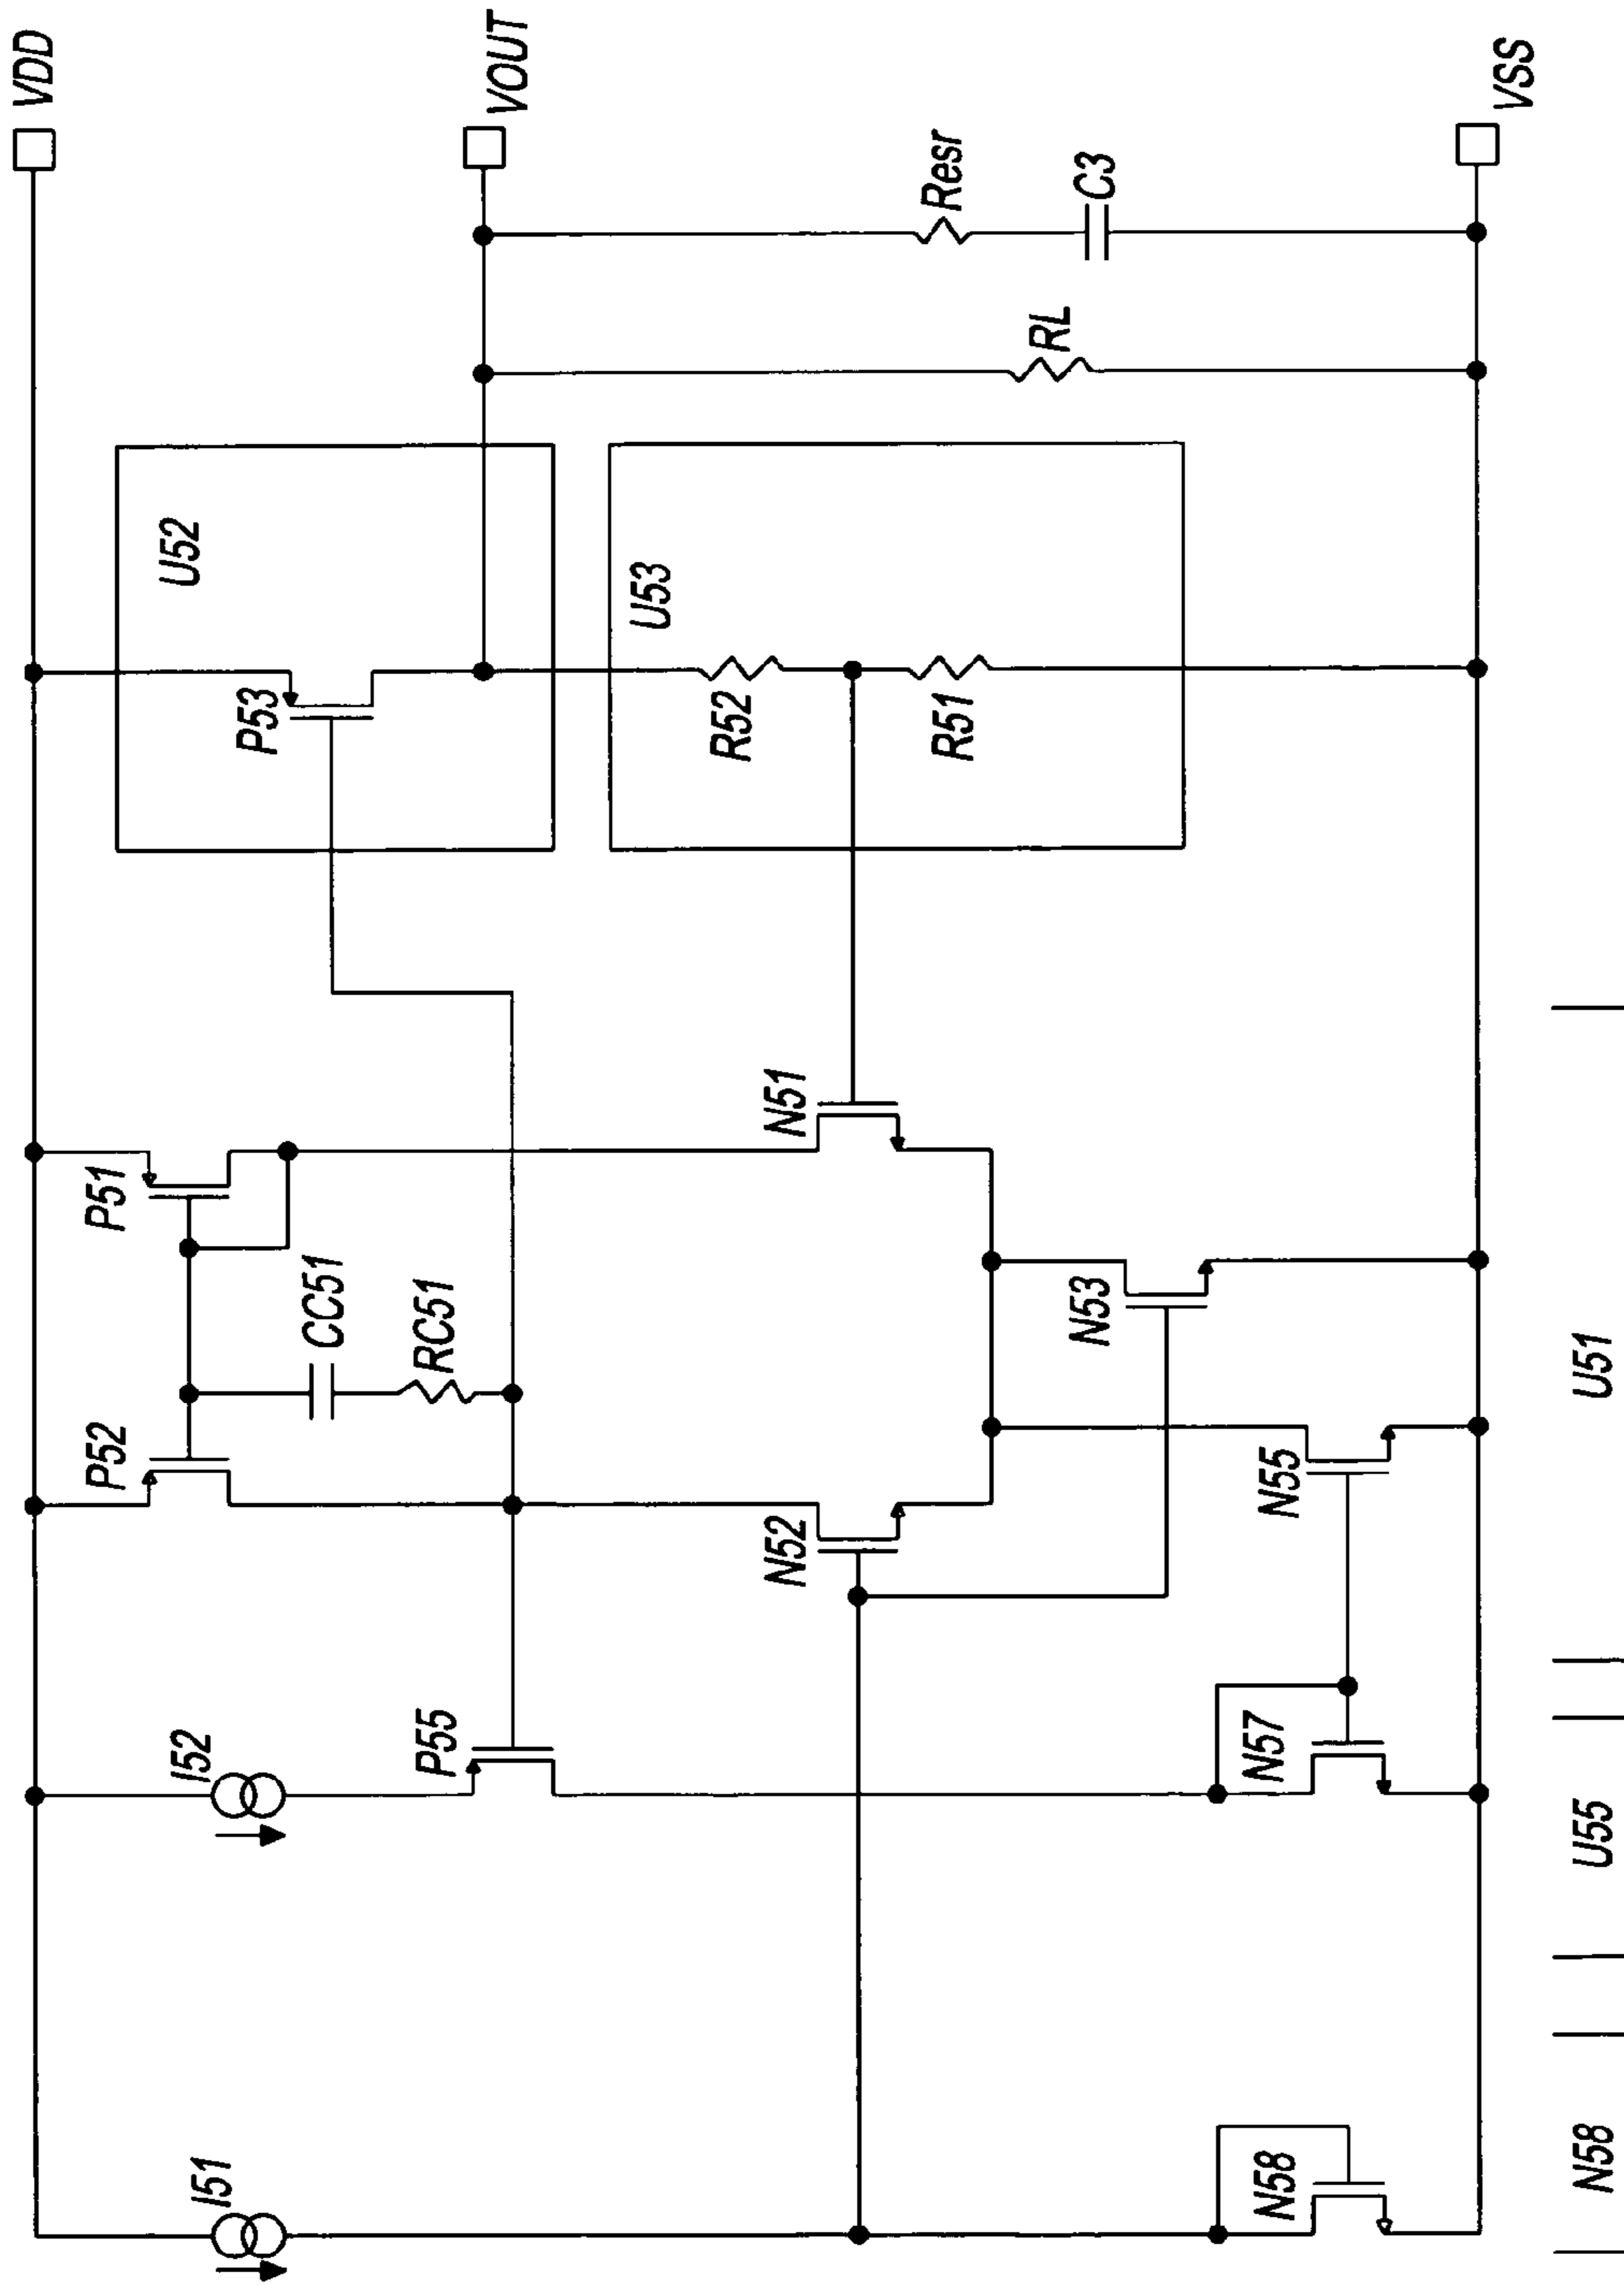 VDD
VOUT
VSS
Resr
C3
RL
U52
P53
U53
R52
R51
P51
N51
CC51
RC51
N53
P52
N52
N55
U51
I52
P55
N57
U55
I51
N58
N58